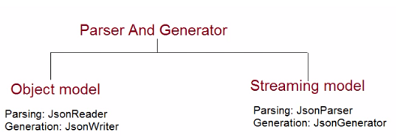 Parser And Generator
Object model
Parsing: JsonReader
Generation: JsonWriter
Streaming model
Parsing: JsonParser
Generation: JsonGenerator